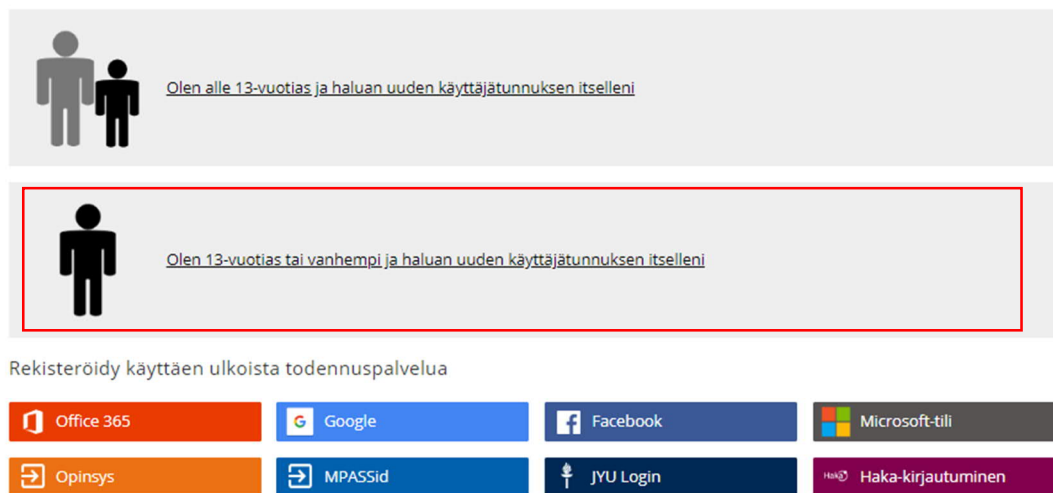 Olen alle 13-vuotias ja haluan uuden käyttäjätunnuksen itselleni
Olen 13-vuotias tai vanhempi ja haluan uuden käyttäjätunnuksen itselleni
Rekisteröidy käyttäen ulkoista todennuspalvelua
Office 365
G Google
f Facebook
Microsoft-tili
Opinsys
MPASSid
JYU Login
Haka Haka-kirjautuminen